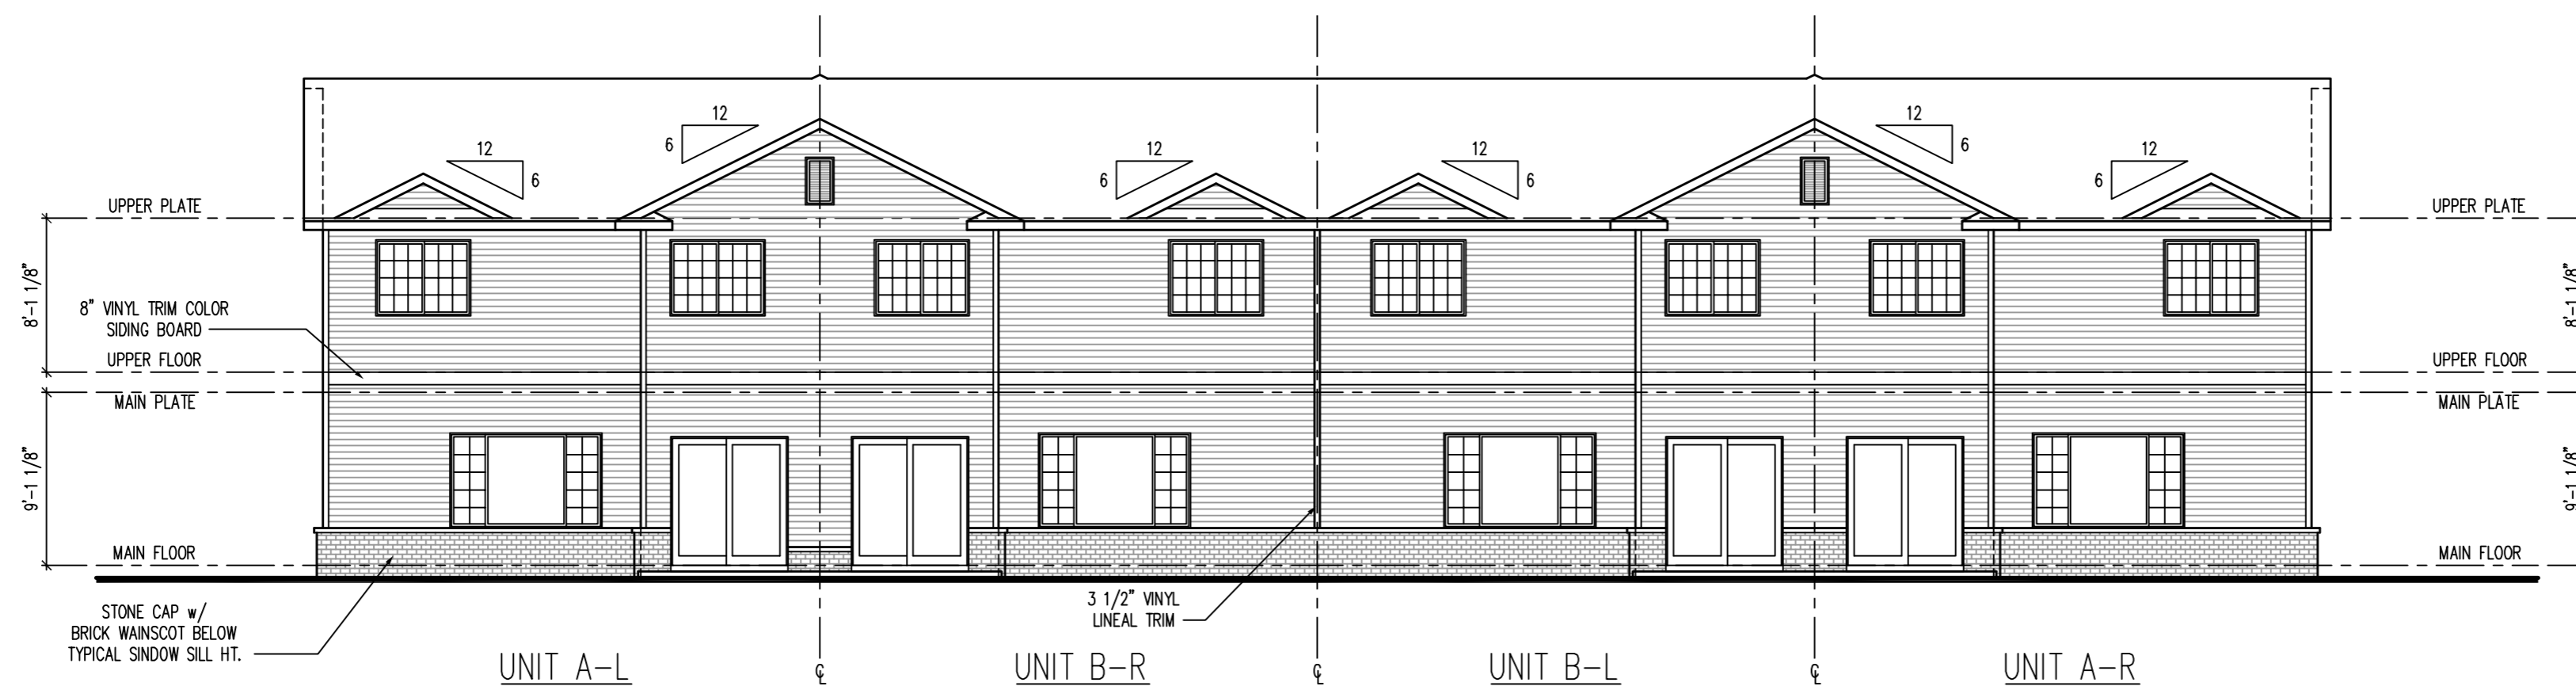 12
12
12
12
12
12
6
6
6
6
6
6
UPPER PLATE
UPPER PLATE
8'-1 1/8"
8'-1 1/8"
8" VINYL TRIM COLOR
SIDING BOARD
UPPER FLOOR
UPPER FLOOR
MAIN PLATE
MAIN PLATE
9'-1 1/8"
9'-1 1/8"
MAIN FLOOR
MAIN FLOOR
STONE CAP w/
BRICK WAINSCOT BELOW
TYPICAL SINDOW SILL HT.
3 1/2" VINYL
LINEAL TRIM
UNIT A-L
℄
UNIT B-R
℄
UNIT B-L
℄
UNIT A-R